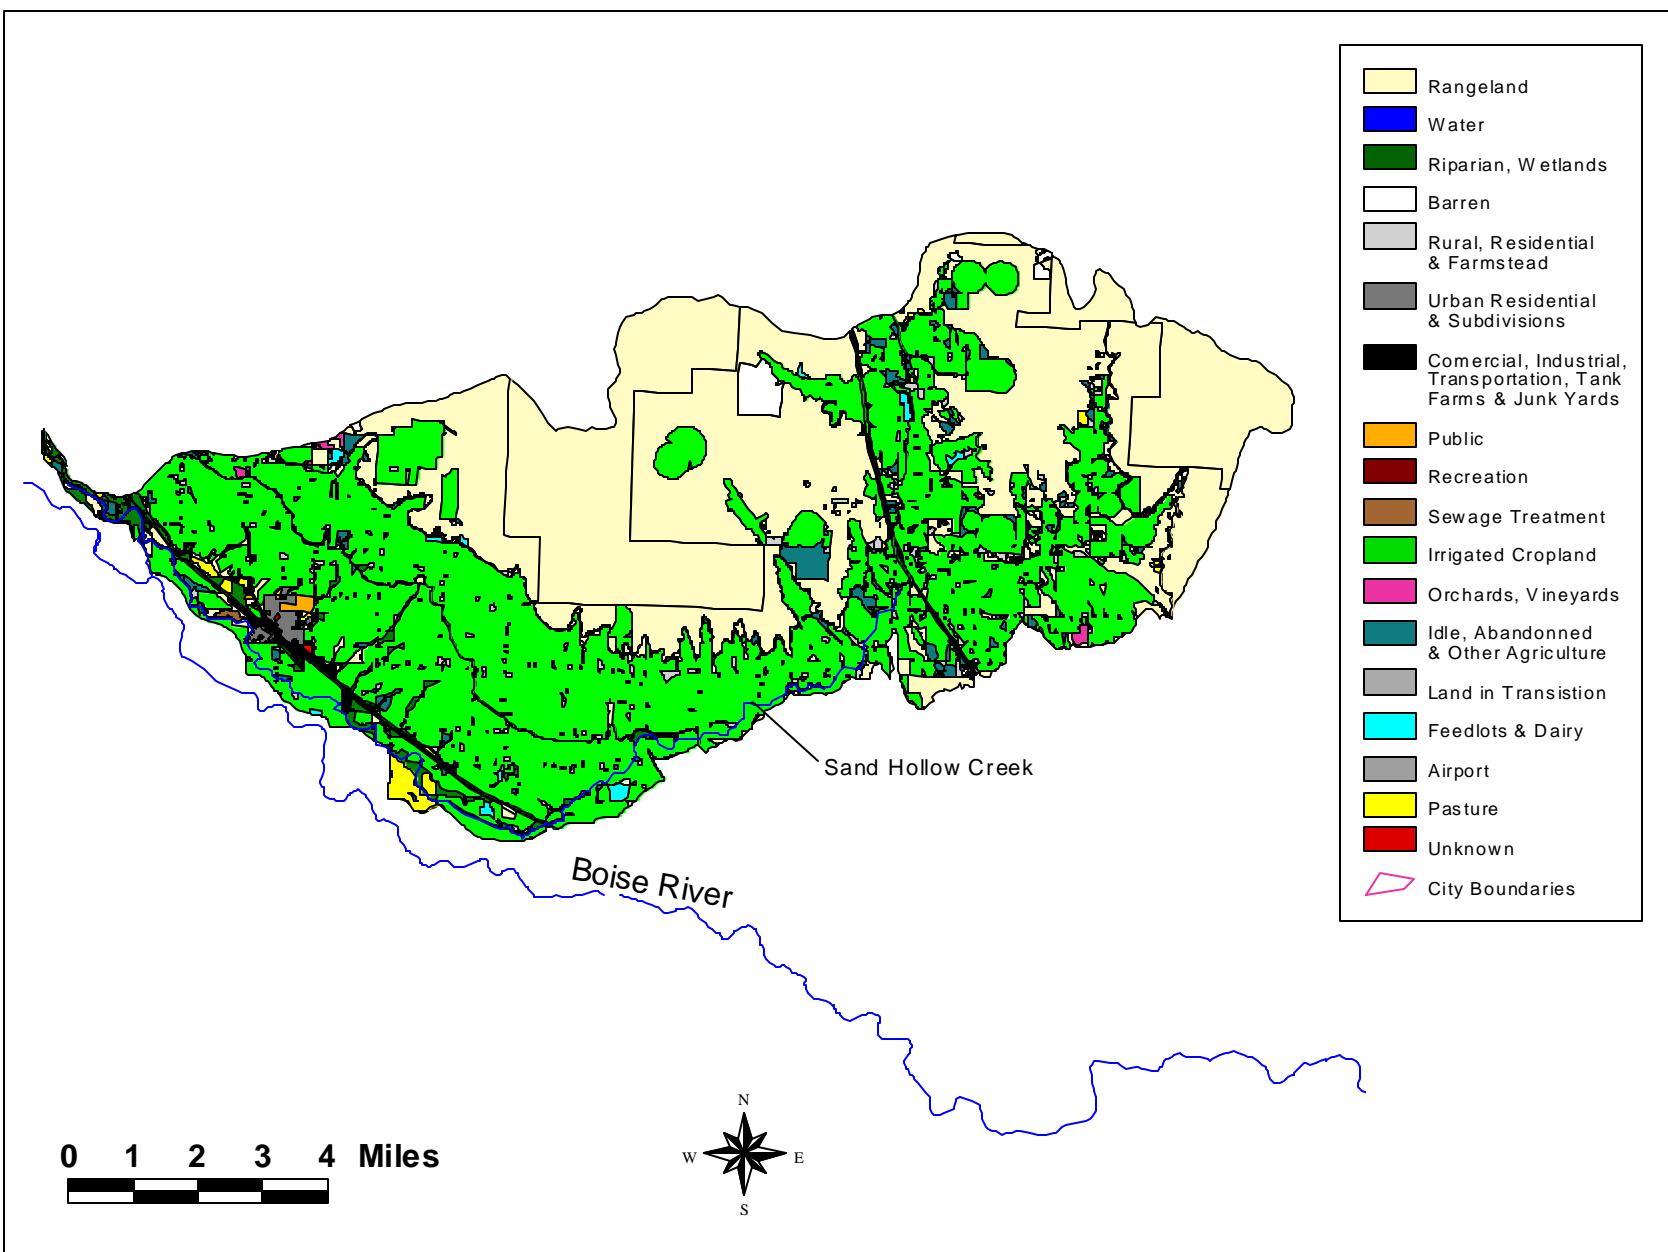 Rangeland
Water
Riparian, Wetlands
Barren
Rural, Residential
& Farmstead
Urban Residential
& Subdivisions
Comercial, Industrial,
Transportation, Tank
Farms & Junk Yards
Public
Recreation
Sewage Treatment
Irrigated Cropland
Orchards, Vineyards
Idle, Abandonned
& Other Agriculture
Land in Transistion
Feedlots & Dairy
Airport
Pasture
Unknown
City Boundaries
Sand Hollow Creek
Boise River
N
W E
S
0 1 2 3 4 Miles